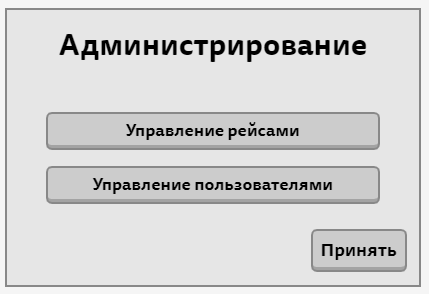 Администрирование
Управление рейсами
Управление пользователями
Принять